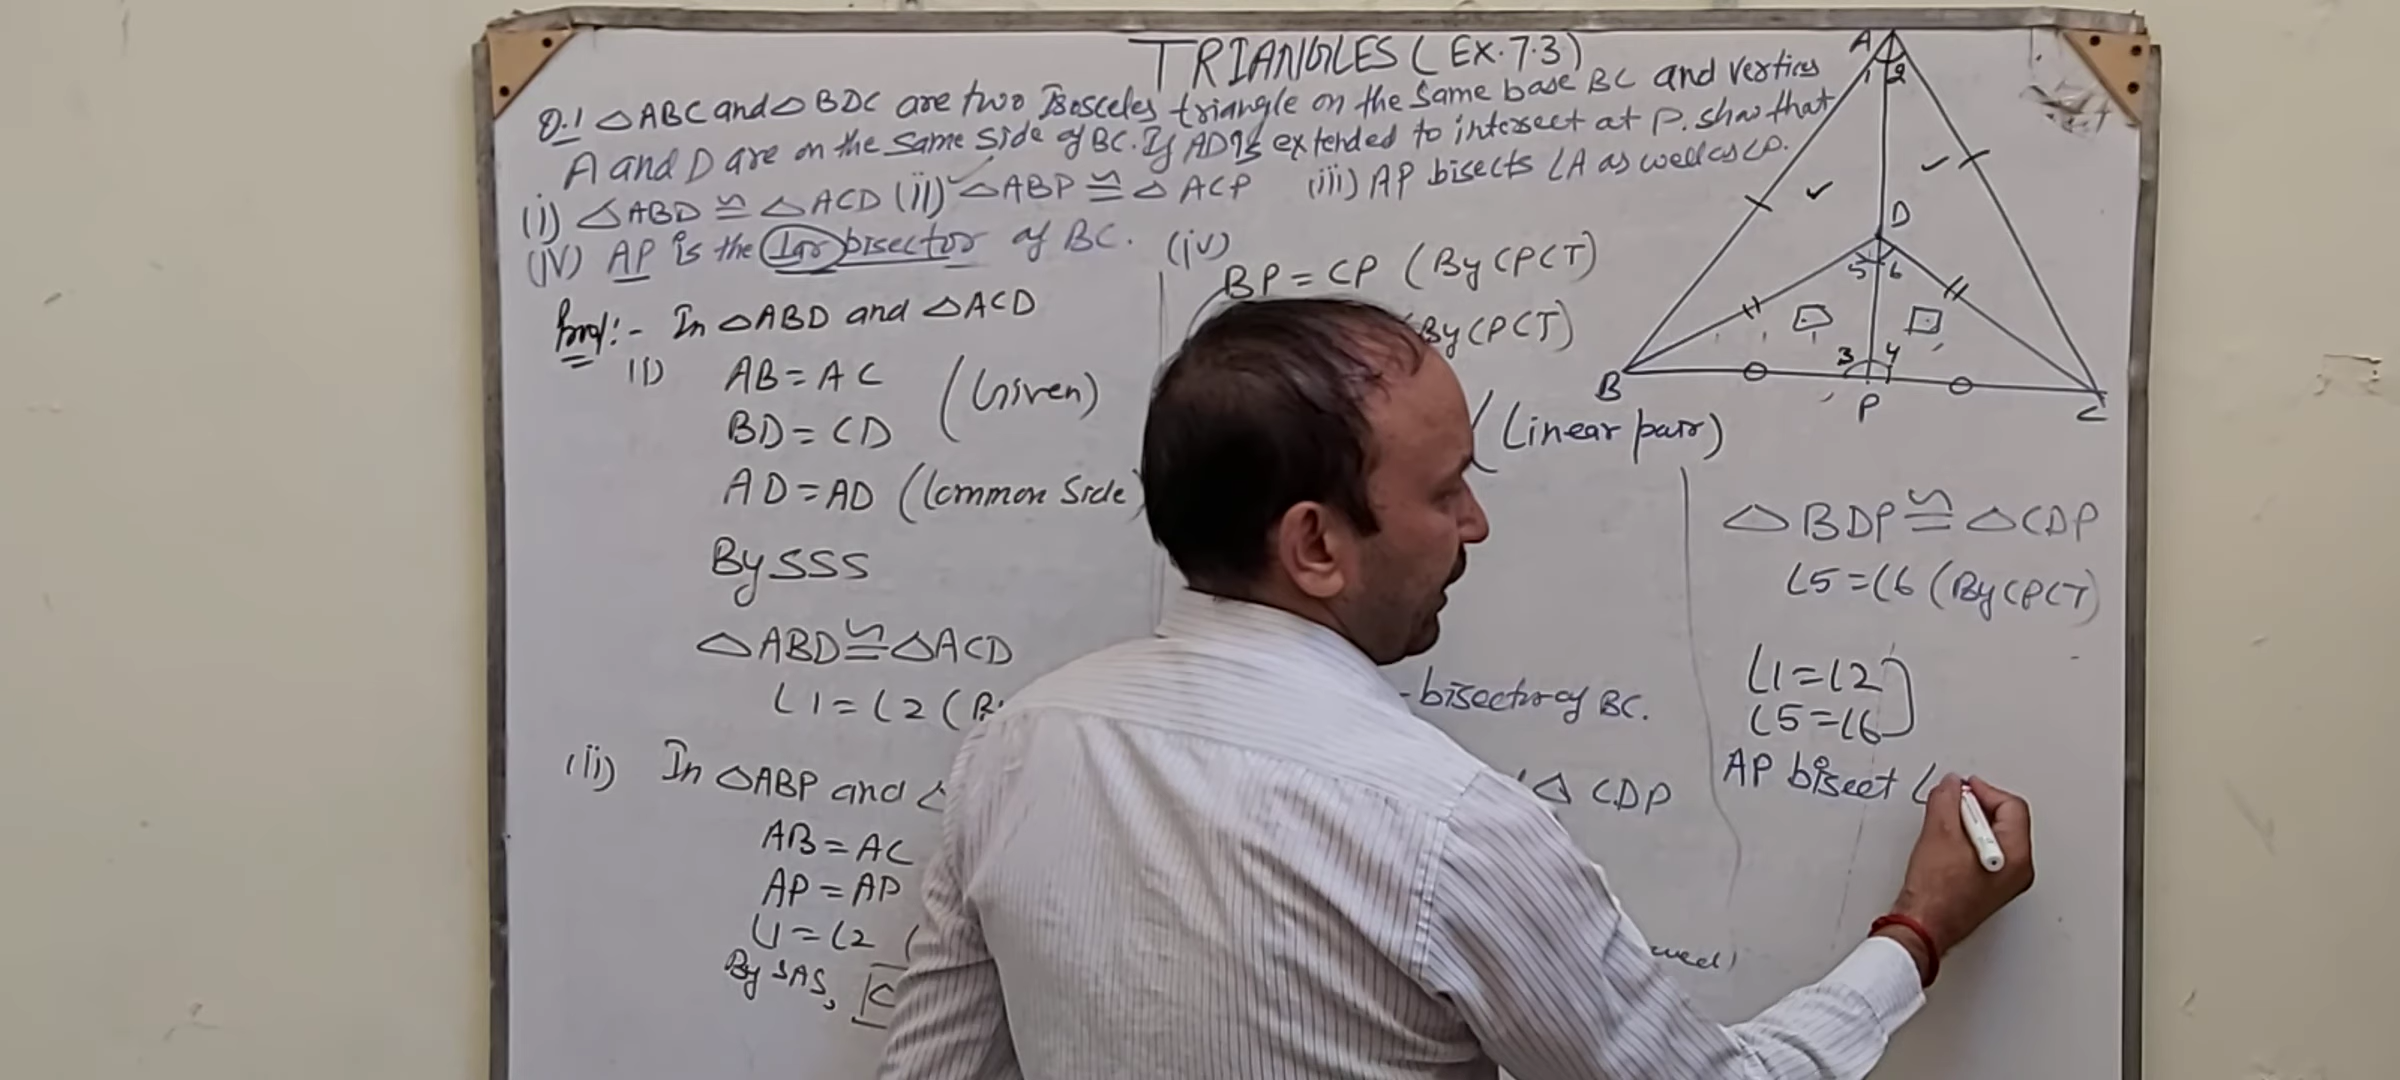 TRIANGLES (EX.7.3)
Q.1 △ABC and △BDC are two Isosceles triangle on the same base BC and vertices
A and D are on the same side of BC. If AD is extended to intersect at P. show that
(i) △ABD ≅ △ACD (ii) △ABP ≅ △ACP (iii) AP bisects ∠A as well as ∠D.
(iv) AP is the ⊥ar bisector of BC.
Proof:- In △ABD and △ACD
(i) AB = AC (Given)
BD = CD
AD = AD (Common Side
By SSS
△ABD ≅ △ACD
∠1 = ∠2 (B
(ii) In △ABP and △
AB = AC
AP = AP
∠1 = ∠2 (
By SAS,
(iv)
BP = CP (By CPCT)
By CPCT)
(Linear pair)
bisector of BC.
△ CDP
△BDP ≅ △CDP
∠5 = ∠6 (By CPCT)
∠1 = ∠2
∠5 = ∠6
AP bisect ∠
A
1 2
D
5 6
3 4
B
P
C